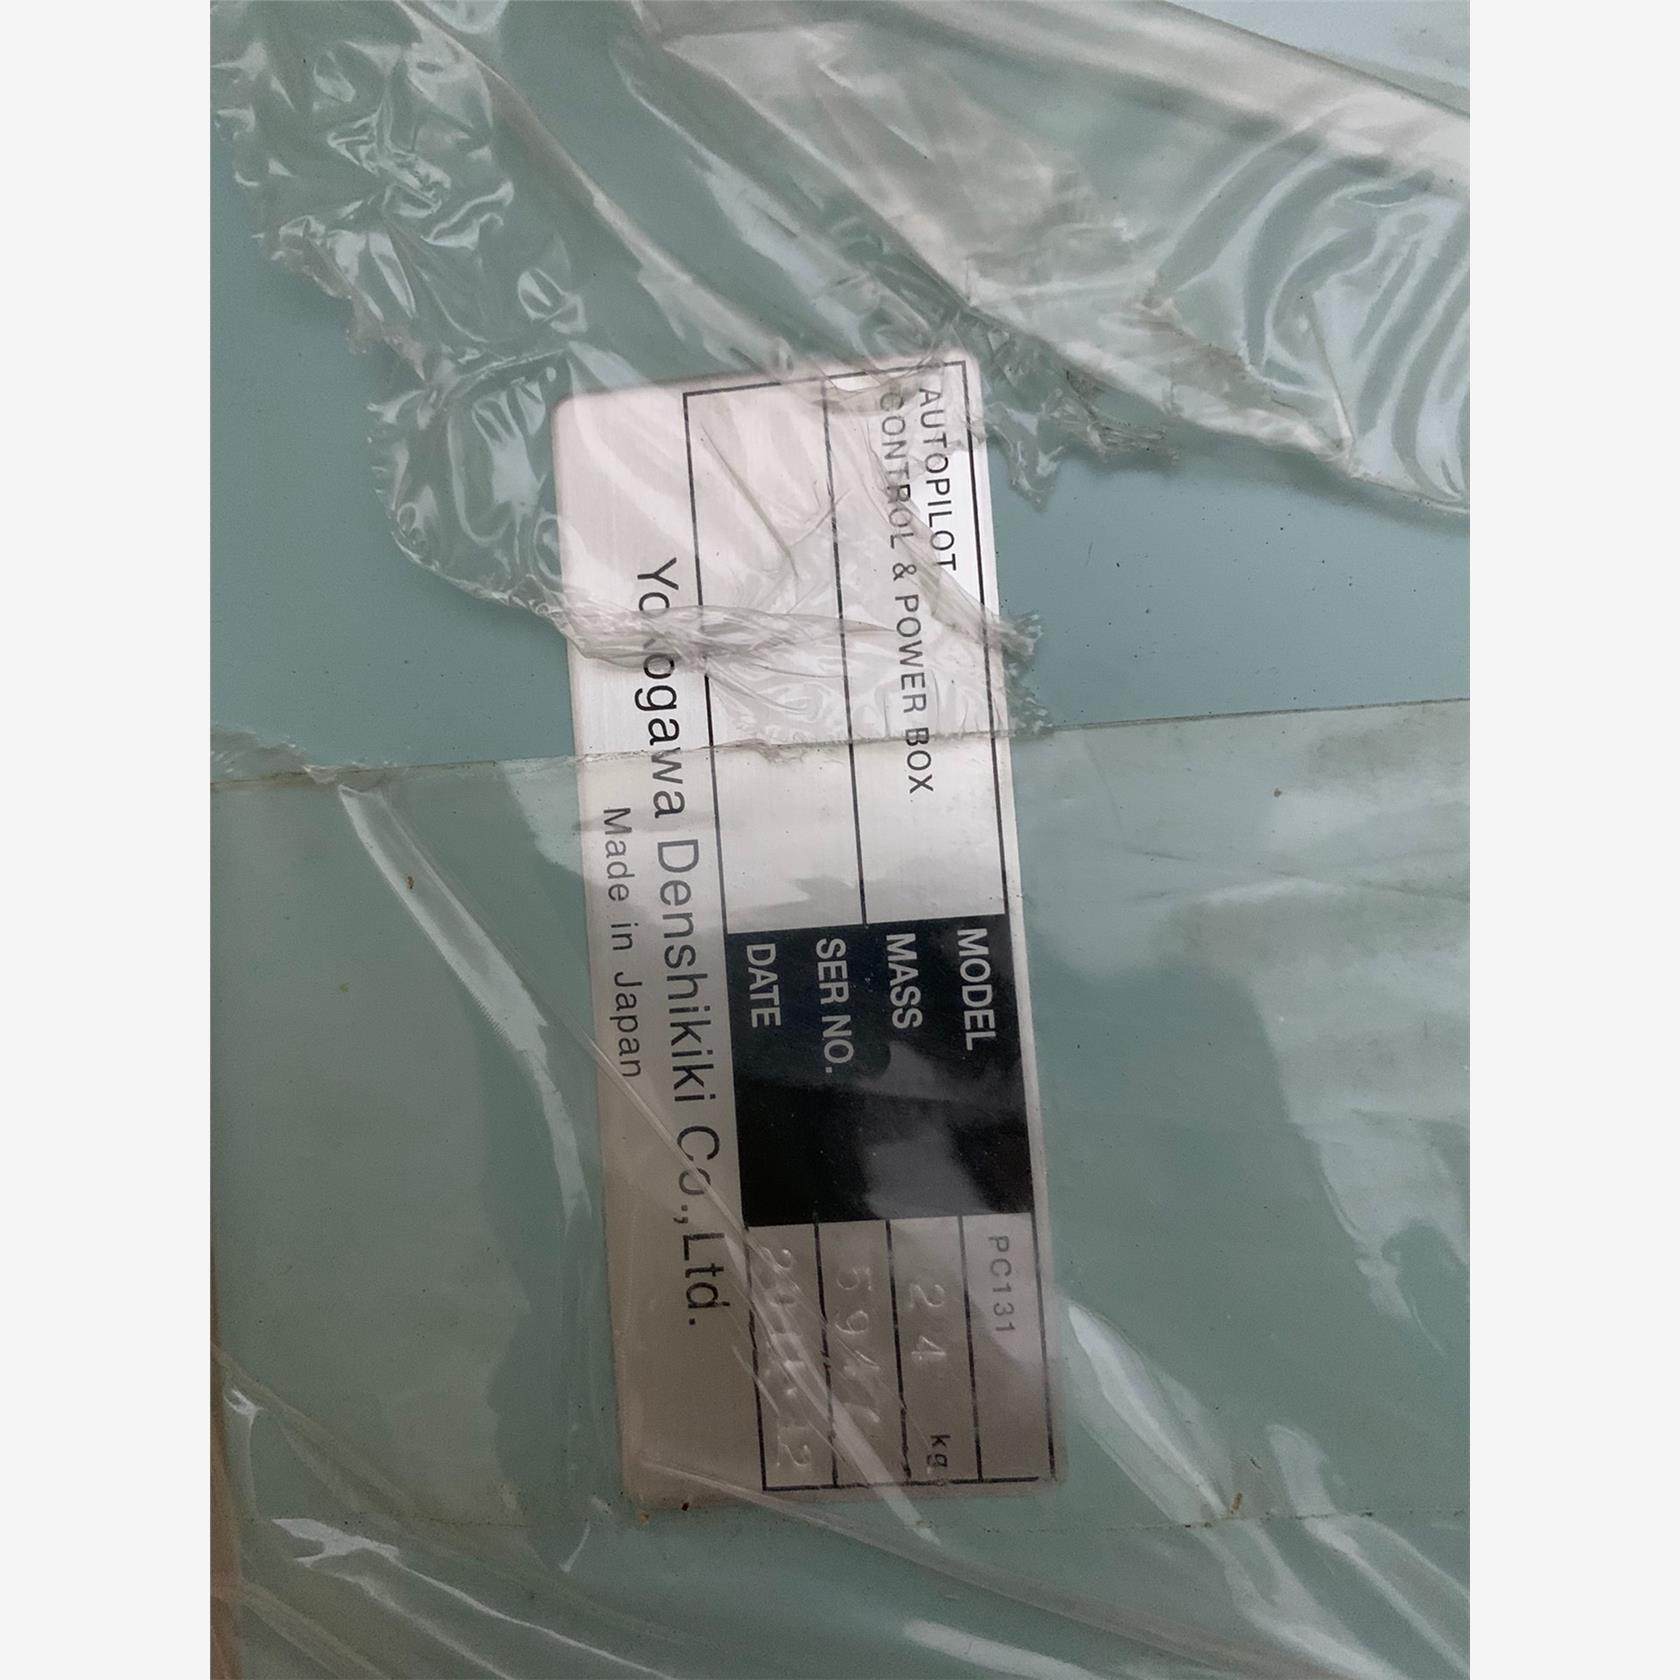 AUTOPILOT
CONTROL & POWER BOX
MODEL PC131
MASS 24 kg
SER NO.
DATE
Yokogawa Denshikiki Co.,Ltd.
Made in Japan